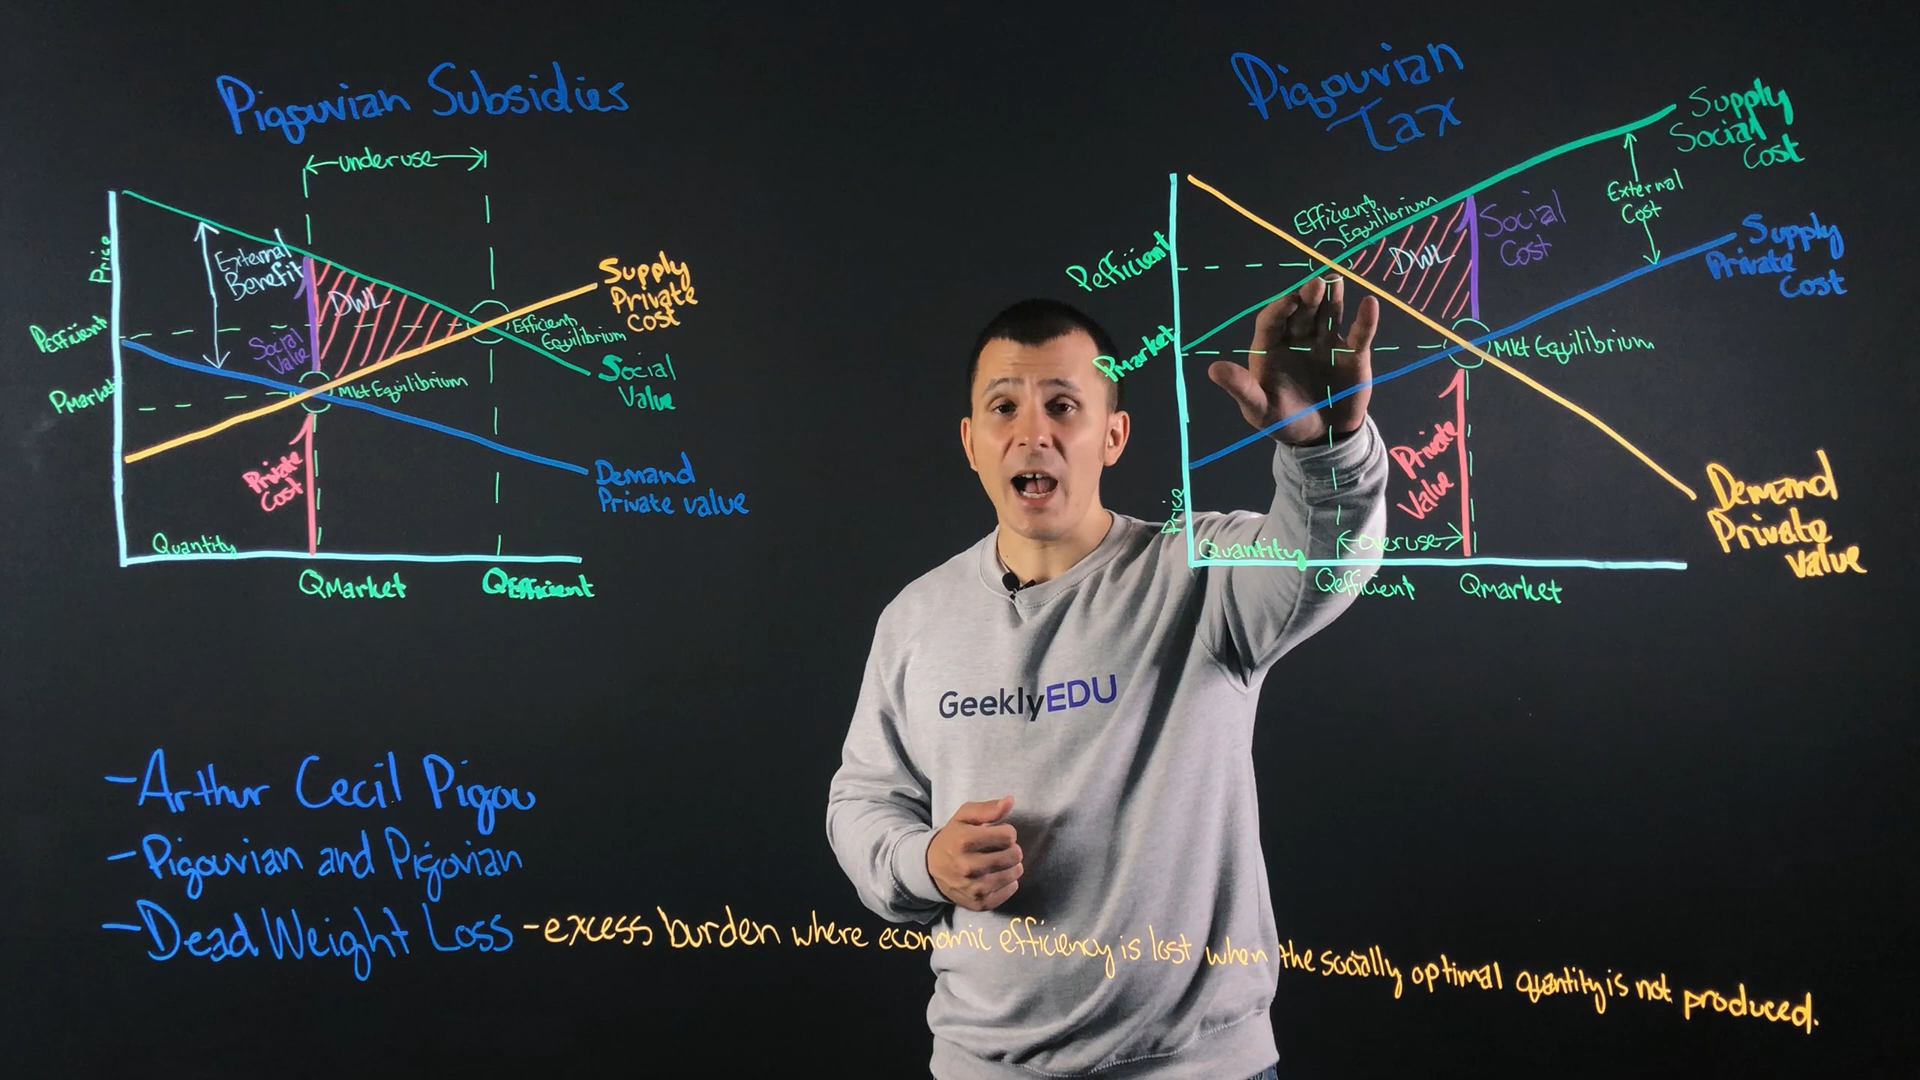 Pigouvian Subsidies
underuse
Price
External
Benefit
DWL
Social
Value
PEfficient
PMarket
Supply
Private
Cost
Efficient
Equilibrium
Mkt Equilibrium
Social
Value
Private
Cost
Demand
Private value
Quantity
QMarket
QEfficient
Pigouvian
Tax
Supply
Social
Cost
External
Cost
Efficient
Equilibrium
Social
Cost
DWL
Supply
Private
Cost
Pefficient
Pmarket
Mkt Equilibrium
Private
Value
Demand
Private
value
Price
Quantity
overuse
Qefficient
Qmarket
GeeklyEDU
-Arthur Cecil Pigou
-Pigouvian and Pigovian
-Dead Weight Loss -excess burden where economic efficiency is lost when the socially optimal quantity is not produced.